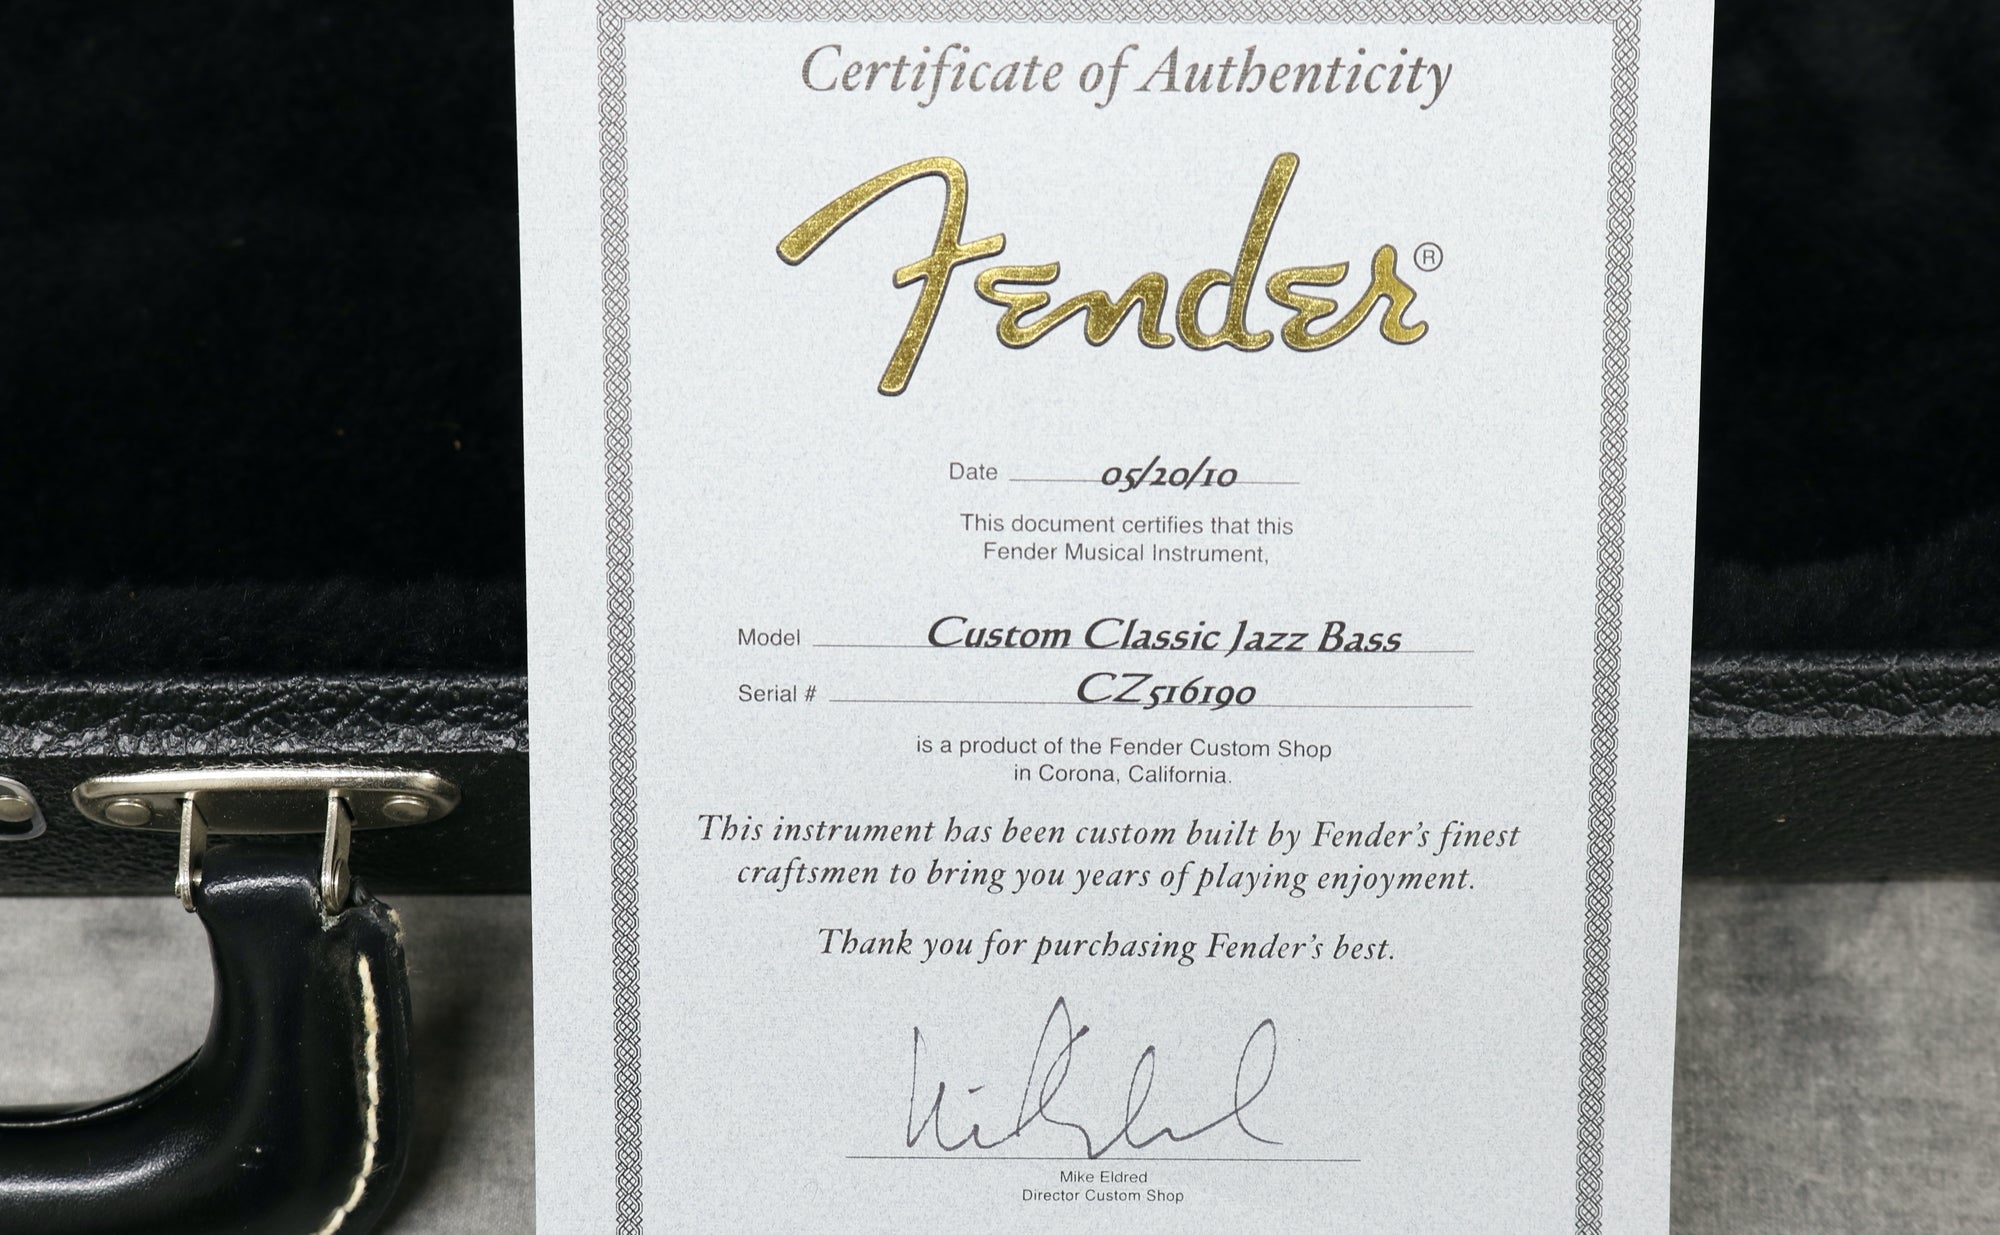 Certificate of Authenticity
Fender®
Date 05/20/10
This document certifies that this
Fender Musical Instrument,
Model Custom Classic Jazz Bass
Serial # CZ516190
is a product of the Fender Custom Shop
in Corona, California.
This instrument has been custom built by Fender's finest
craftsmen to bring you years of playing enjoyment.
Thank you for purchasing Fender's best.
Mike Eldred
Director Custom Shop